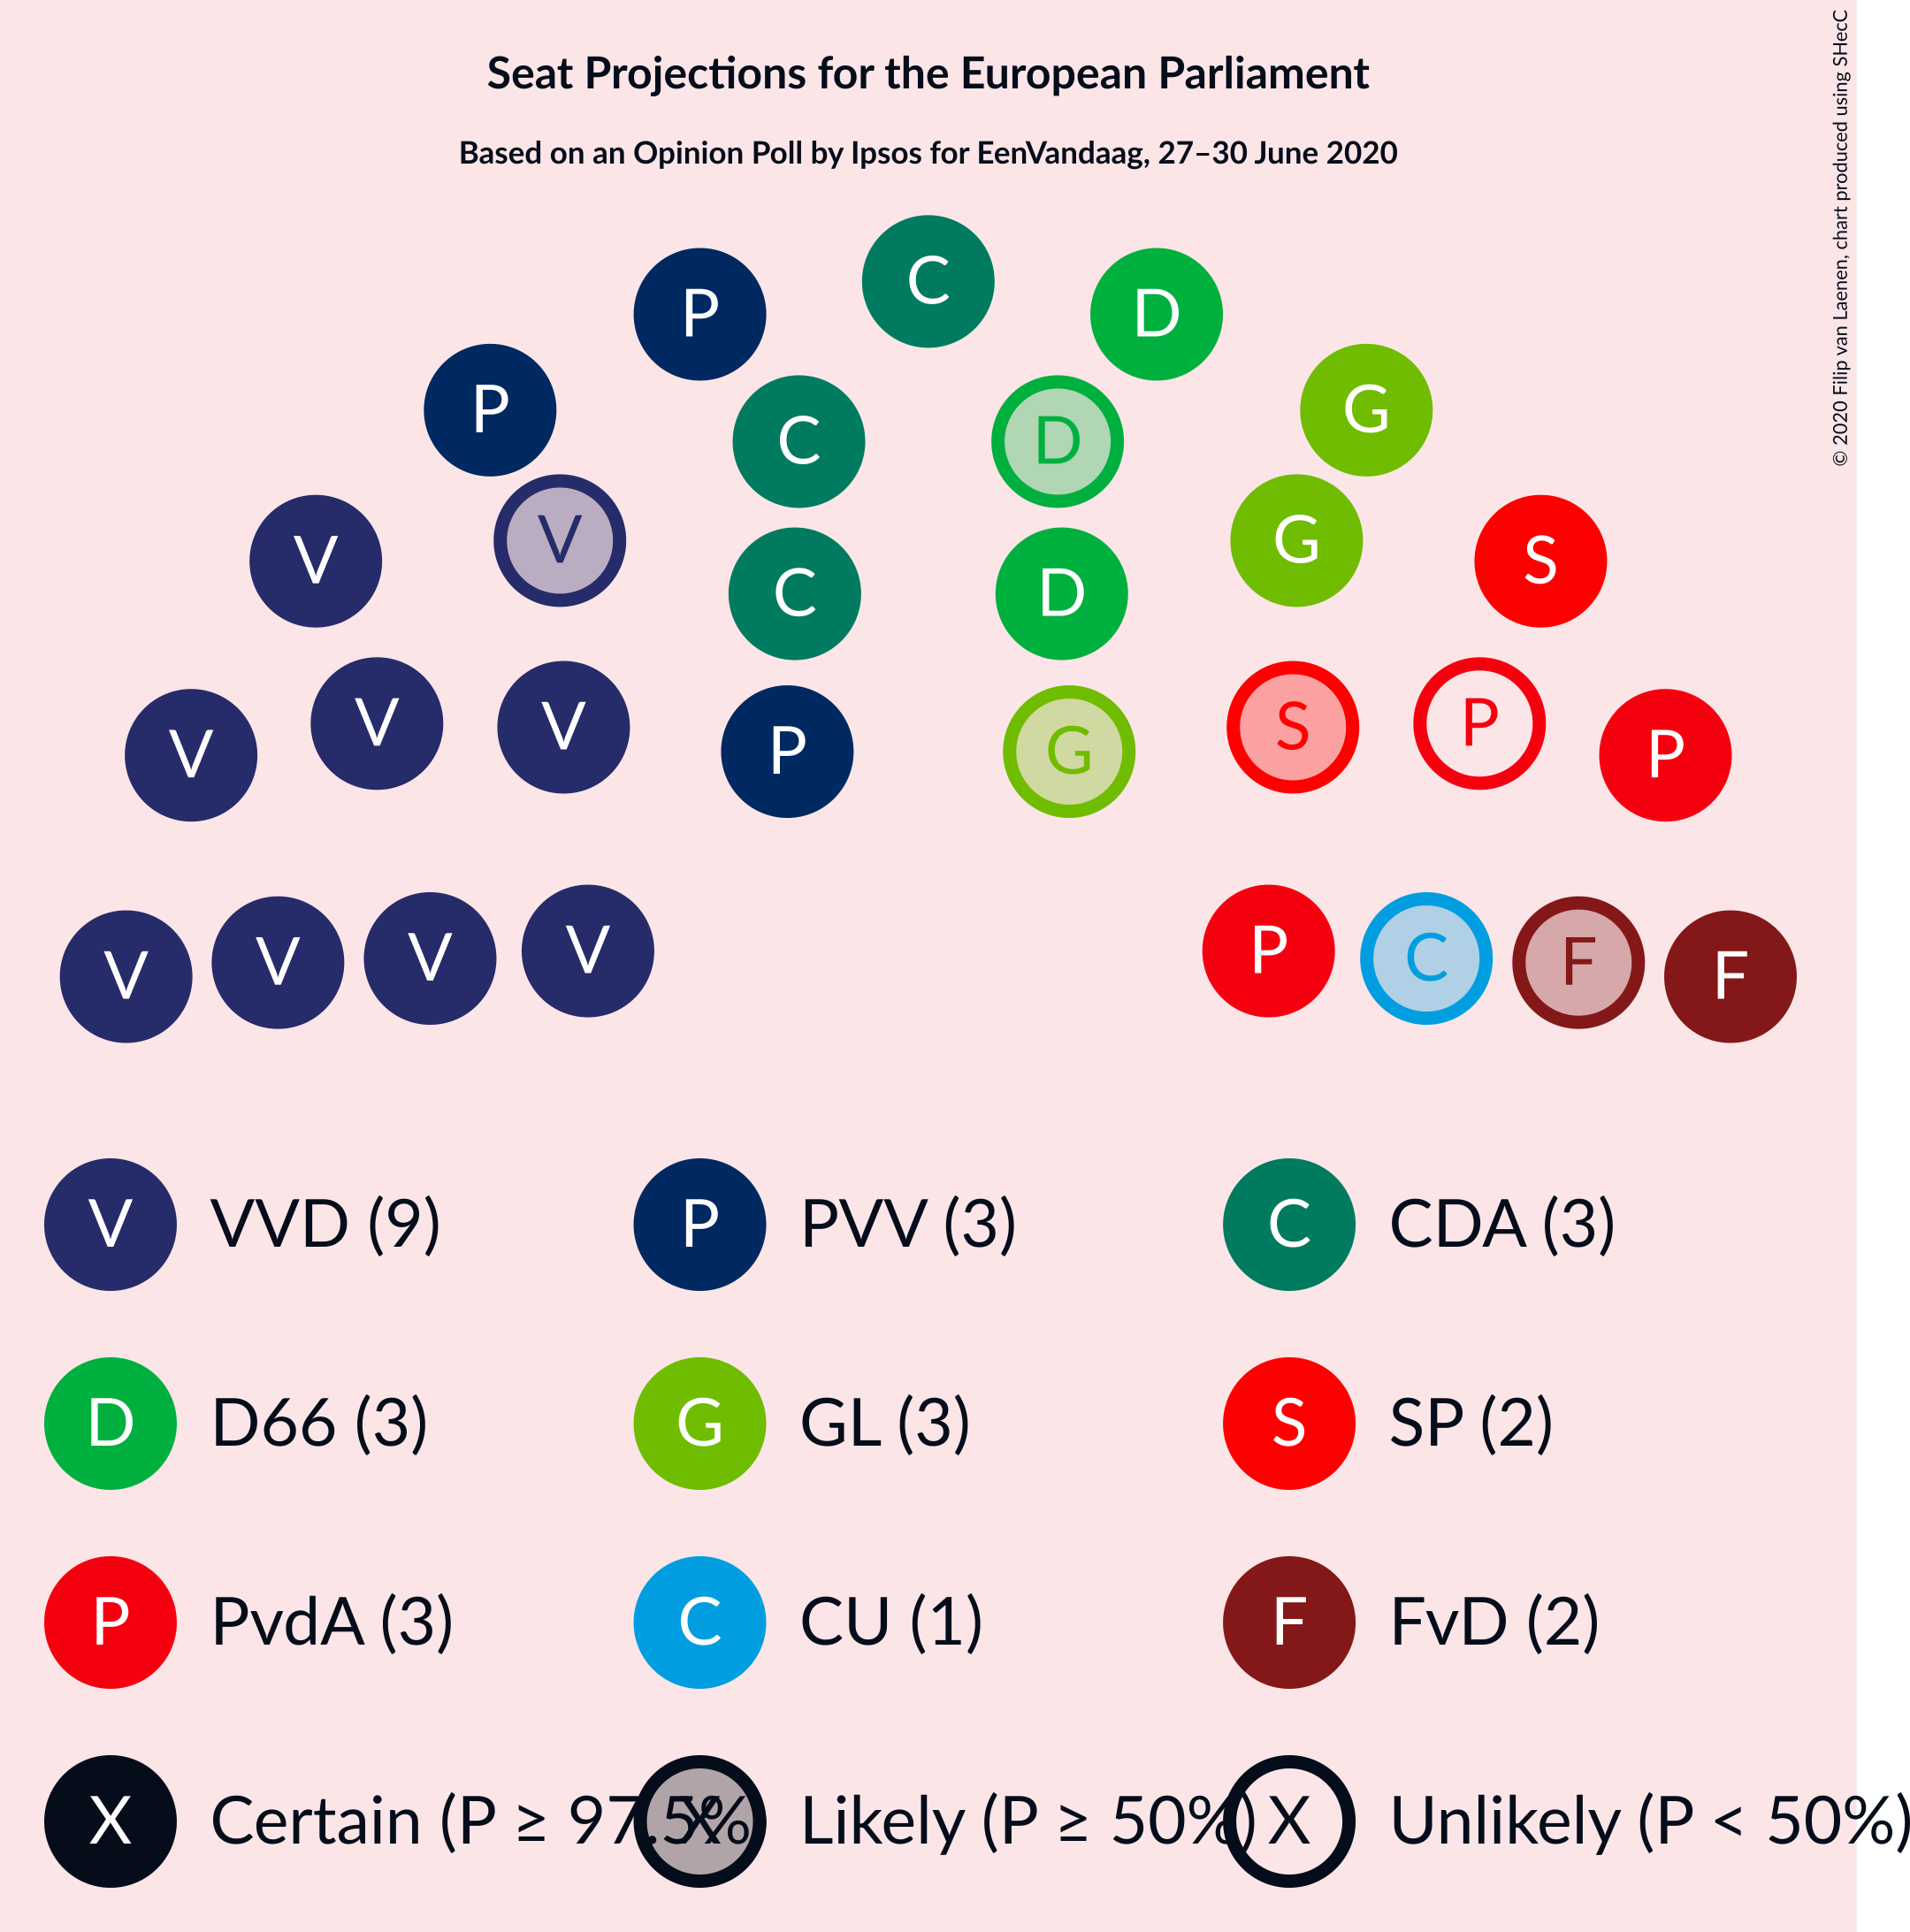 Seat Projections for the European Parliament
Based on an Opinion Poll by Ipsos for EenVandaag, 27–30 June 2020
© 2020 Filip van Laenen, chart produced using SHecC
C
P D
P G
C D
V V G S
C D
V V V P G S P P
V V V V P C F F
V VVD (9) P PVV (3) C CDA (3)
D D66 (3) G GL (3) S SP (2)
P PvdA (3) C CU (1) F FvD (2)
X Certain (P ≥ 97.5% X Likely (P ≥ 50%) X Unlikely (P < 50%)